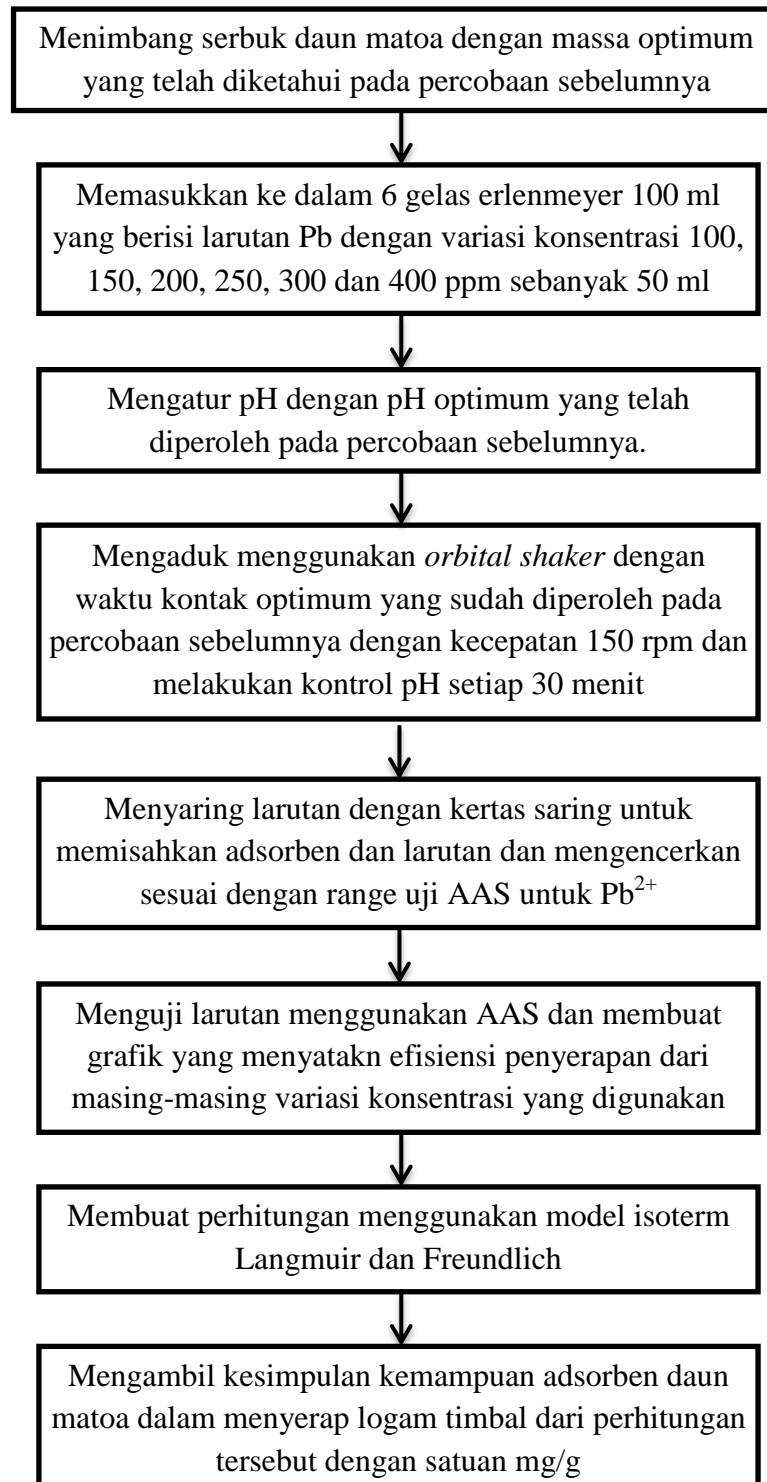 Menimbang serbuk daun matoa dengan massa optimum
yang telah diketahui pada percobaan sebelumnya
Memasukkan ke dalam 6 gelas erlenmeyer 100 ml
yang berisi larutan Pb dengan variasi konsentrasi 100,
150, 200, 250, 300 dan 400 ppm sebanyak 50 ml
Mengatur pH dengan pH optimum yang telah
diperoleh pada percobaan sebelumnya.
Mengaduk menggunakan orbital shaker dengan
waktu kontak optimum yang sudah diperoleh pada
percobaan sebelumnya dengan kecepatan 150 rpm dan
melakukan kontrol pH setiap 30 menit
Menyaring larutan dengan kertas saring untuk
memisahkan adsorben dan larutan dan mengencerkan
sesuai dengan range uji AAS untuk Pb²⁺
Menguji larutan menggunakan AAS dan membuat
grafik yang menyatakn efisiensi penyerapan dari
masing-masing variasi konsentrasi yang digunakan
Membuat perhitungan menggunakan model isoterm
Langmuir dan Freundlich
Mengambil kesimpulan kemampuan adsorben daun
matoa dalam menyerap logam timbal dari perhitungan
tersebut dengan satuan mg/g